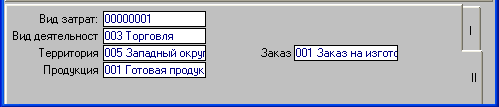 Вид затрат: 00000001
Вид деятельност 003 Торговля
Территория 005 Западный округ Заказ 001 Заказ на изгото
Продукция 001 Готовая продук
I
II